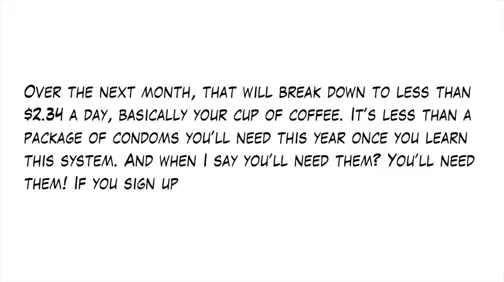 Over the next month, that will break down to less than
$2.34 a day, basically your cup of coffee. It's less than a
package of condoms you'll need this year once you learn
this system. And when I say you'll need them? You'll need
them! If you sign up